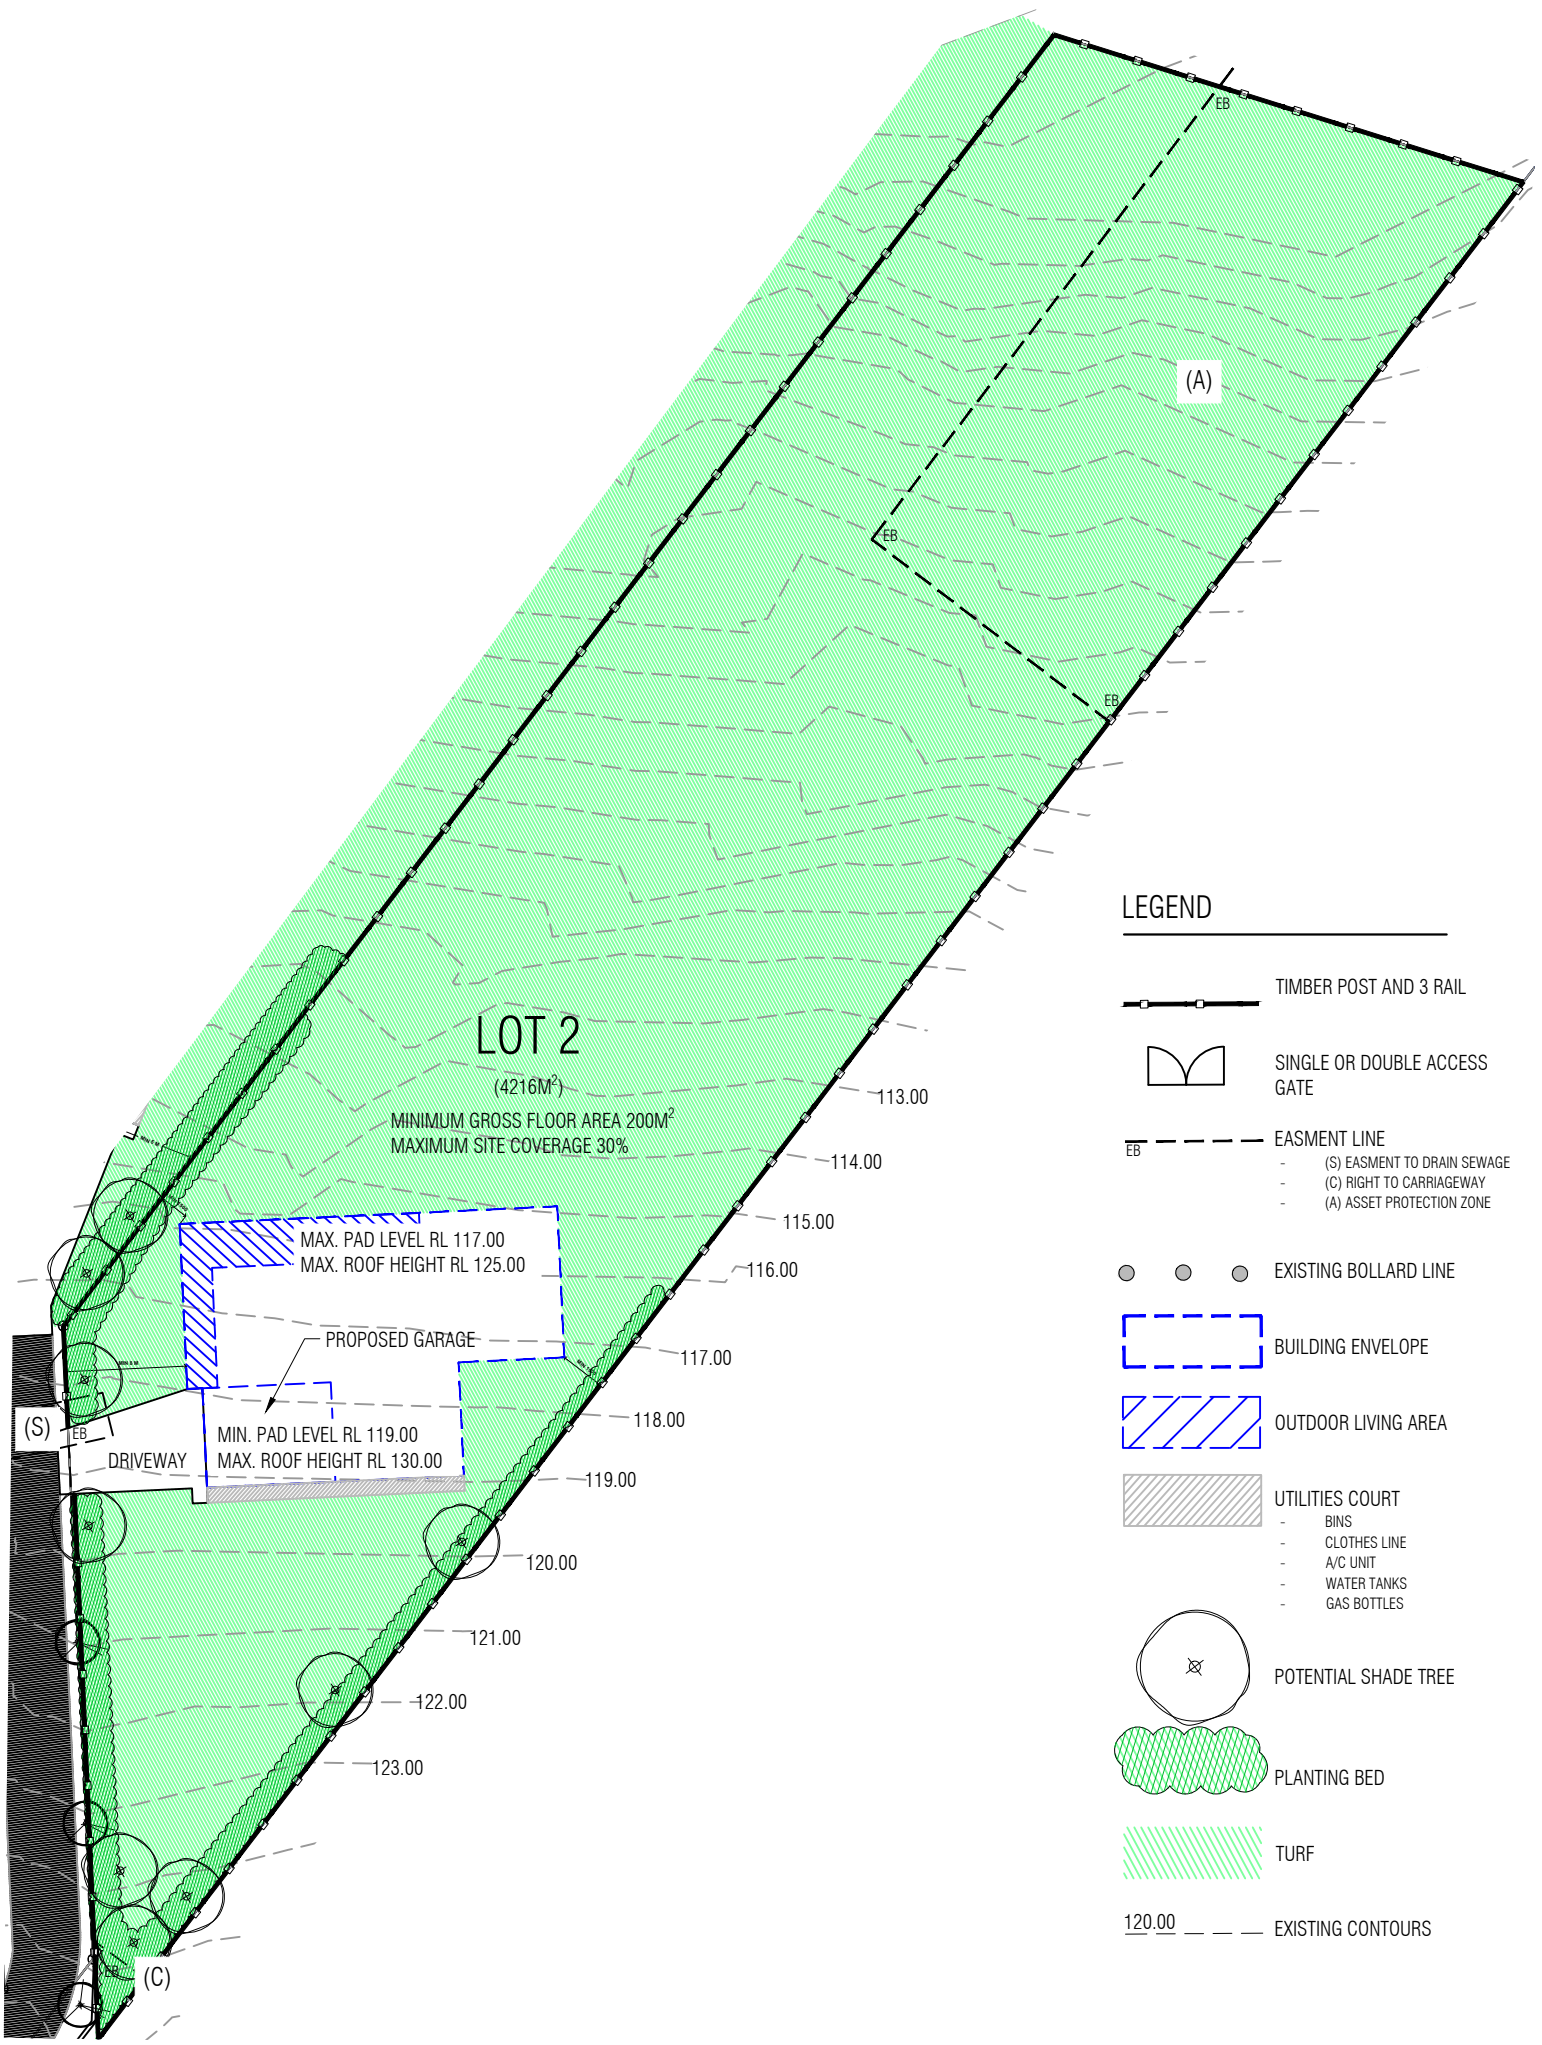 EB
(A)
EB
EB
LOT 2
(4216M²)
MINIMUM GROSS FLOOR AREA 200M²
MAXIMUM SITE COVERAGE 30%
113.00
114.00
115.00
116.00
117.00
118.00
119.00
120.00
121.00
122.00
123.00
MAX. PAD LEVEL RL 117.00
MAX. ROOF HEIGHT RL 125.00
PROPOSED GARAGE
MIN. PAD LEVEL RL 119.00
MAX. ROOF HEIGHT RL 130.00
(S)
EB
DRIVEWAY
EB
(C)
LEGEND
TIMBER POST AND 3 RAIL
SINGLE OR DOUBLE ACCESS
GATE
EB
EASMENT LINE
- (S) EASMENT TO DRAIN SEWAGE
- (C) RIGHT TO CARRIAGEWAY
- (A) ASSET PROTECTION ZONE
EXISTING BOLLARD LINE
BUILDING ENVELOPE
OUTDOOR LIVING AREA
UTILITIES COURT
- BINS
- CLOTHES LINE
- A/C UNIT
- WATER TANKS
- GAS BOTTLES
POTENTIAL SHADE TREE
PLANTING BED
TURF
120.00
EXISTING CONTOURS